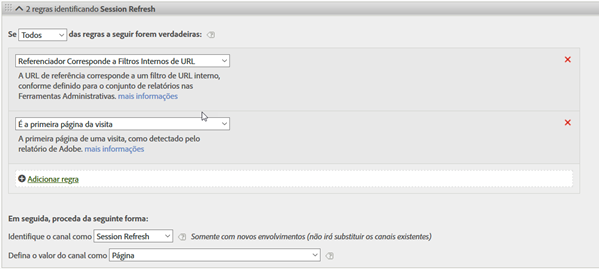 2 regras identificando Session Refresh
Se Todos das regras a seguir forem verdadeiras:
Referenciador Corresponde a Filtros Internos de URL
A URL de referência corresponde a um filtro de URL interno,
conforme definido para o conjunto de relatórios nas
Ferramentas Administrativas. mais informações
É a primeira página da visita
A primeira página de uma visita, como detectado pelo
relatório de Adobe. mais informações
Adicionar regra
Em seguida, proceda da seguinte forma:
Identifique o canal como Session Refresh Somente com novos envolvimentos (não irá substituir os canais existentes)
Defina o valor do canal como Página